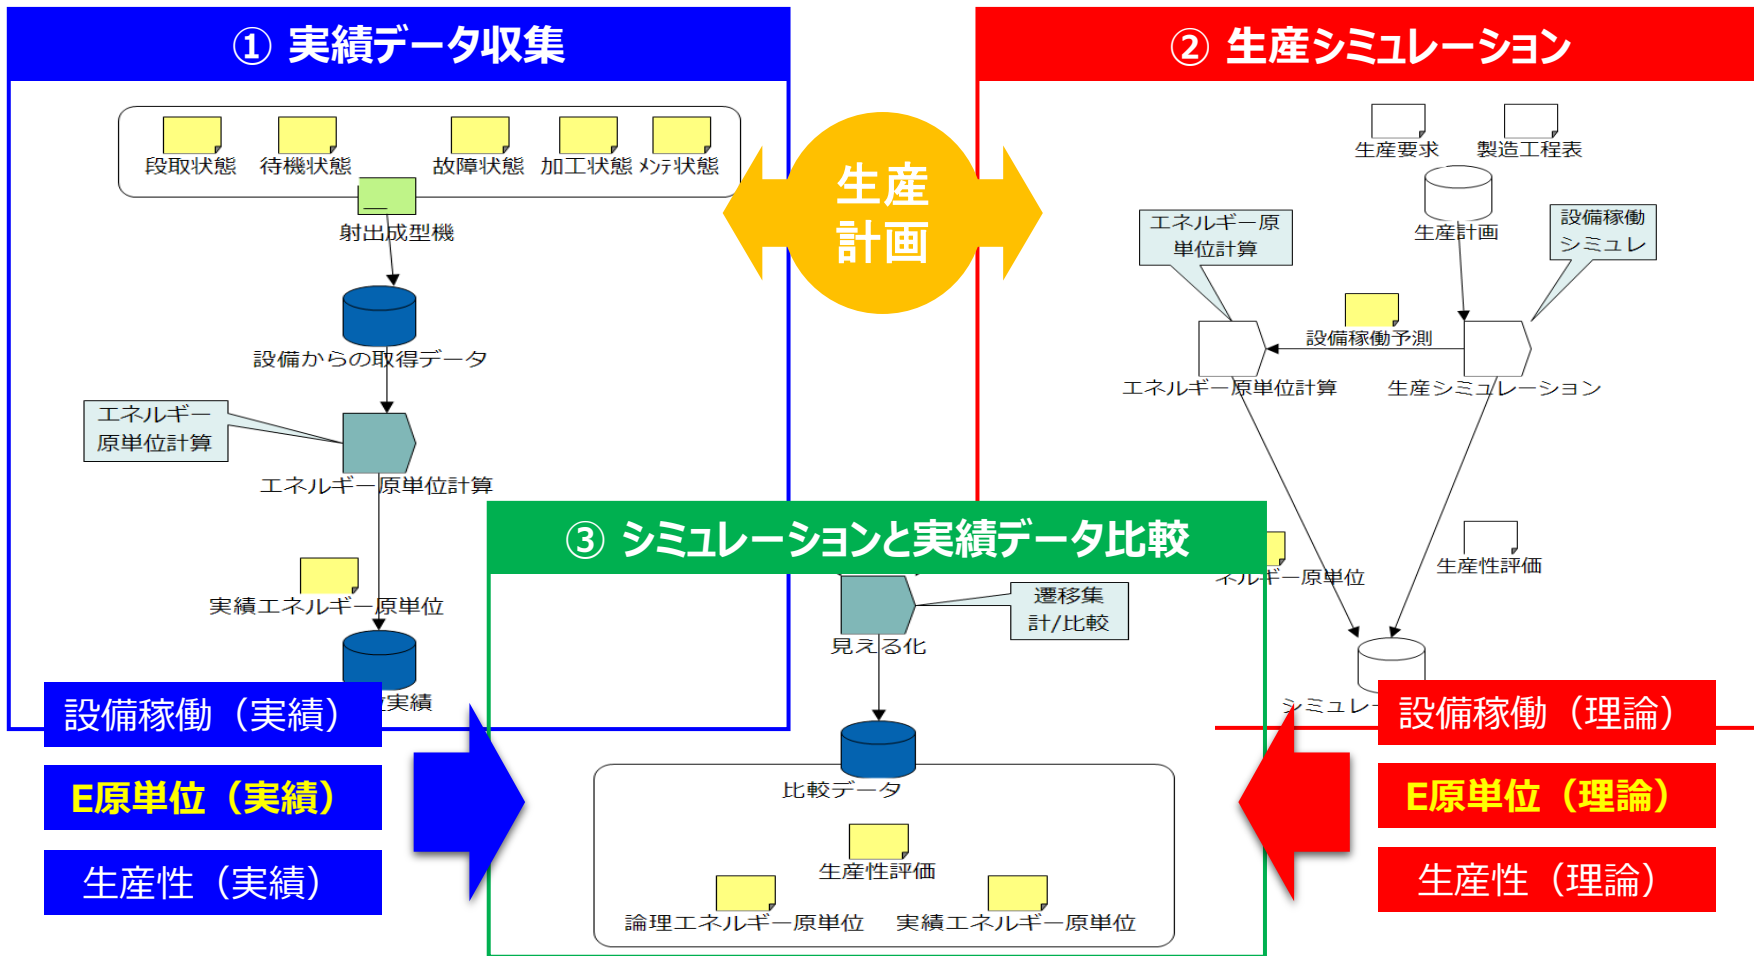 ① 実績データ収集
段取状態
待機状態
故障状態
加工状態
メンテ状態
射出成型機
設備からの取得データ
エネルギー
原単位計算
エネルギー原単位計算
実績エネルギー原単位
実績
設備稼働（実績）
E原単位（実績）
生産性（実績）
生産
計画
② 生産シミュレーション
生産要求
製造工程表
生産計画
エネルギー原
単位計算
設備稼働
シミュレ
設備稼働予測
エネルギー原単位計算
生産シミュレーション
ネルギー原単位
生産性評価
シミュレー
設備稼働（理論）
E原単位（理論）
生産性（理論）
③ シミュレーションと実績データ比較
遷移集
計/比較
見える化
比較データ
生産性評価
論理エネルギー原単位
実績エネルギー原単位